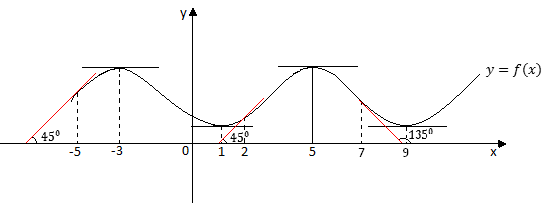 y
y = f(x)
45⁰ 45⁰ 135⁰
-5 -3 0 1 2 5 7 9 x